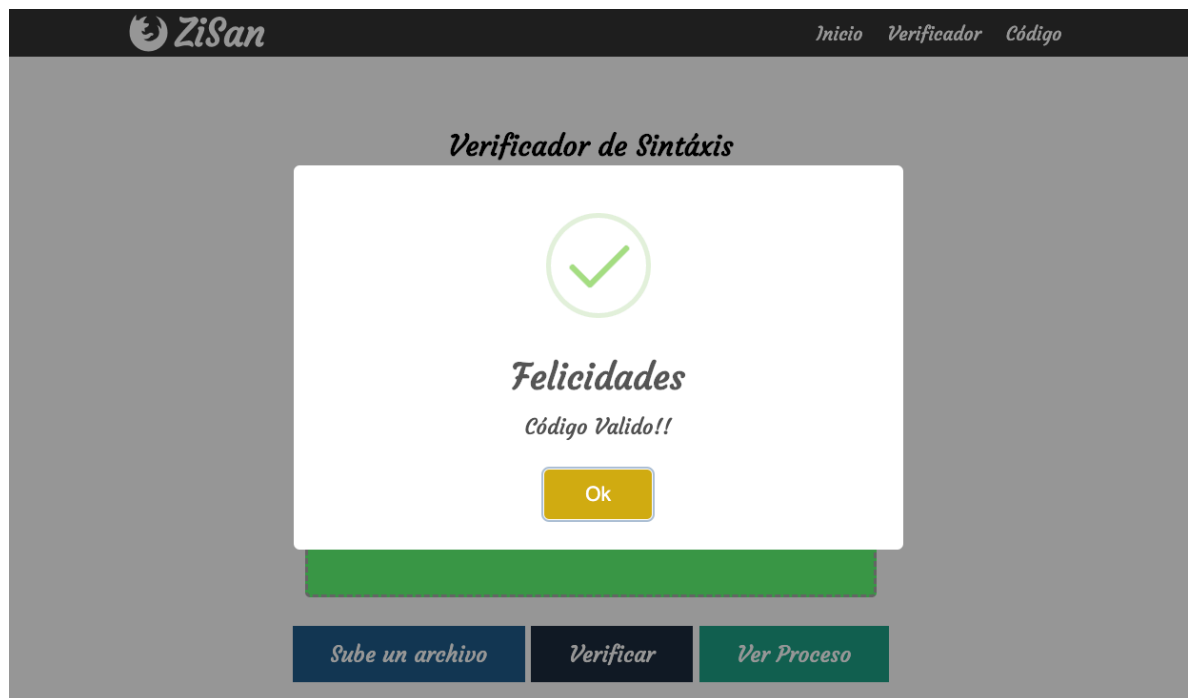 ZiSan
Inicio Verificador Código
Verificador de Sintáxis
Felicidades
Código Valido!!
Ok
Sube un archivo Verificar Ver Proceso